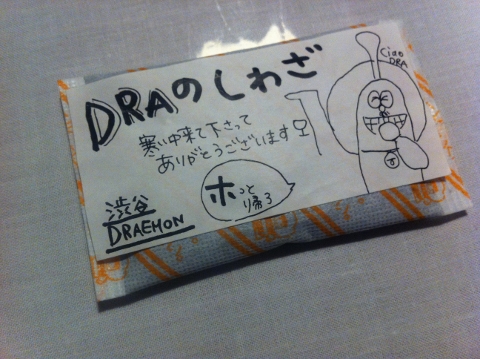 DRAのしわざ
Ciao
DRA
寒い中来て下さって
ありがとうございます
ホっと
り帰ろ
渋谷
DRAEMON